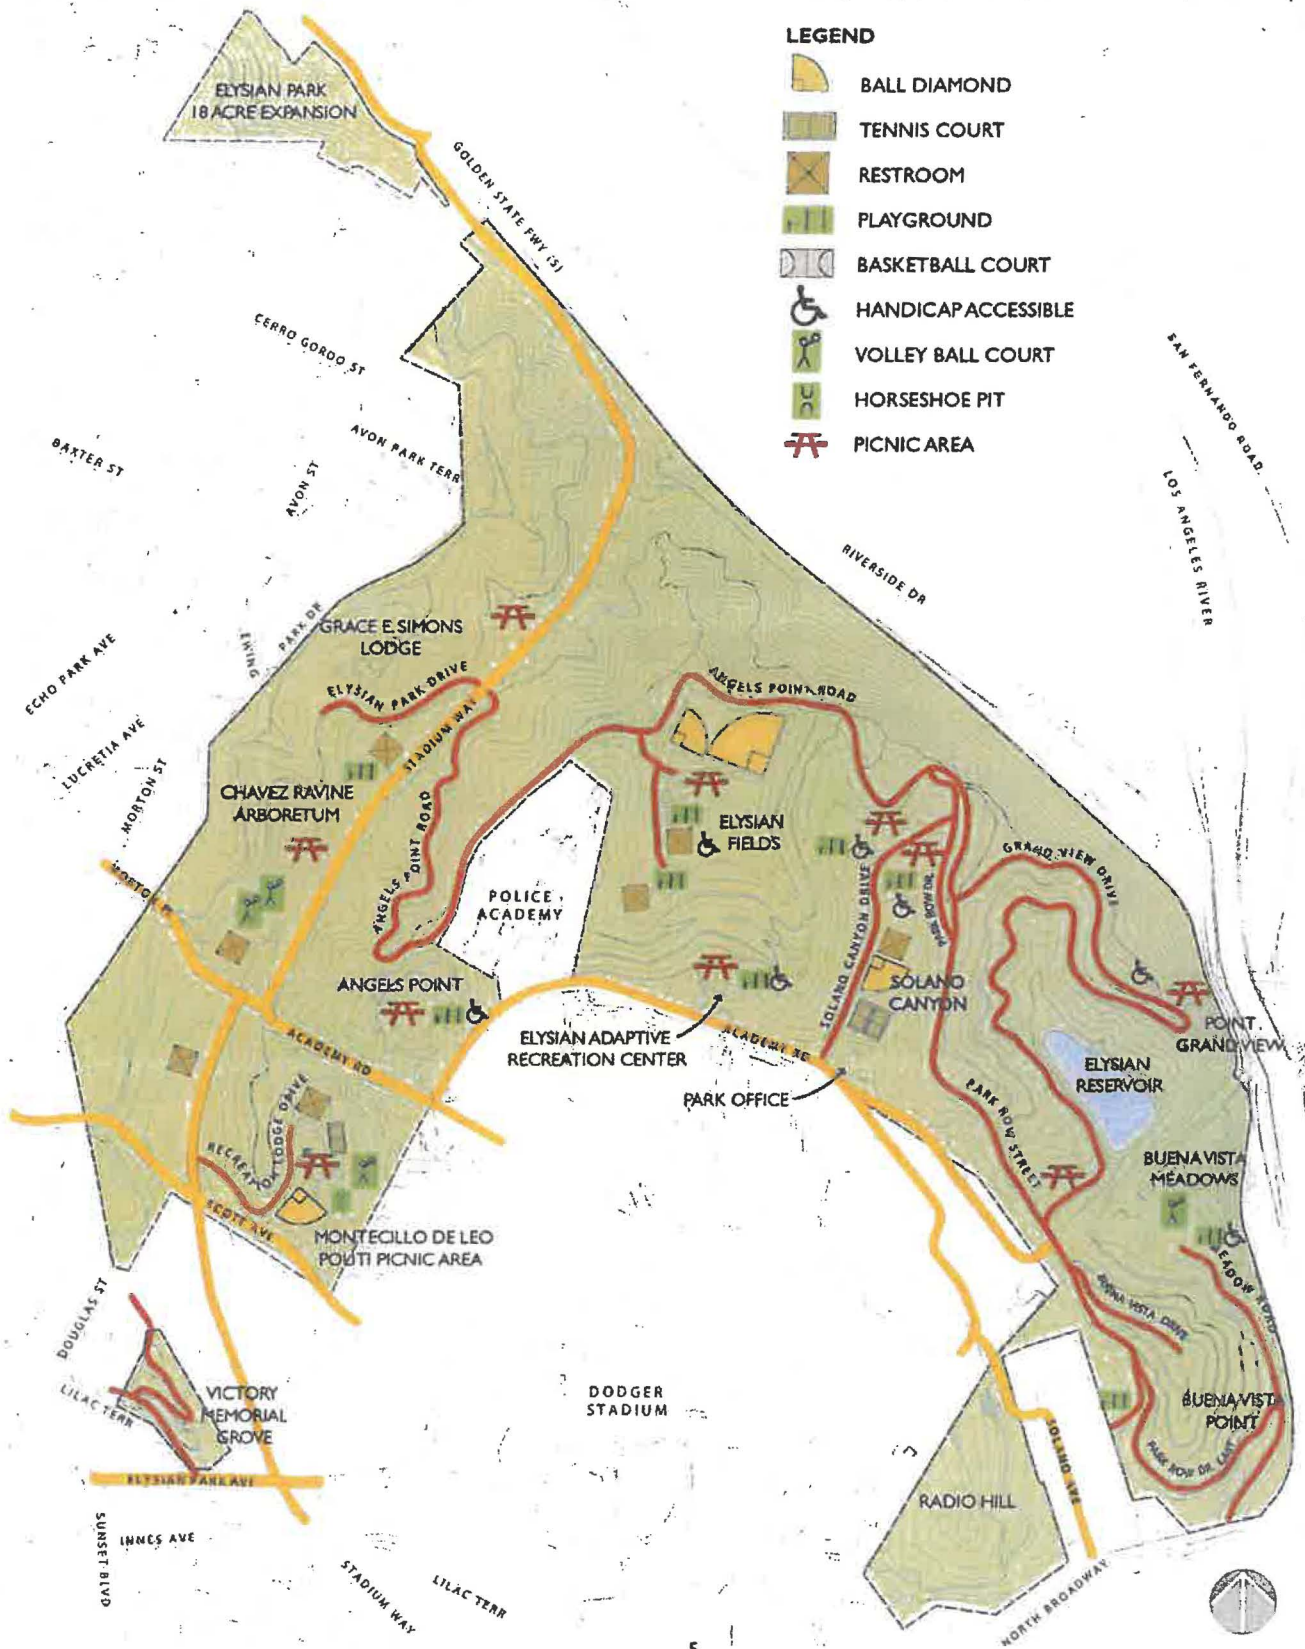 LEGEND
BALL DIAMOND
TENNIS COURT
RESTROOM
PLAYGROUND
BASKETBALL COURT
HANDICAP ACCESSIBLE
VOLLEY BALL COURT
HORSESHOE PIT
PICNIC AREA
ELYSIAN PARK
18 ACRE EXPANSION
GOLDEN STATE FWY (5)
CERRO GORDO ST
BAXTER ST
AVON PARK TERR
AVON ST
SAN FERNANDO ROAD
LOS ANGELES RIVER
RIVERSIDE DR
ECHO PARK AVE
EWING
PARK DR
GRACE E. SIMONS
LODGE
ELYSIAN PARK DRIVE
STADIUM WAY
ANGELS POINT ROAD
LUCRETIA AVE
MORTON ST
CHAVEZ RAVINE
ARBORETUM
ANGELS POINT ROAD
ELYSIAN
FIELDS
GRAND VIEW DRIVE
MORTON
POLICE
ACADEMY
SOLANO CANYON DRIVE
PARK ROW DR
ANGELS POINT
SOLANO
CANYON
ELYSIAN ADAPTIVE
RECREATION CENTER
ACADEMY RD
ACADEMY RD
POINT
GRAND VIEW
ELYSIAN
RESERVOIR
PARK OFFICE
PARK ROW STREET
RECREATION LODGE DRIVE
BUENA VISTA
MEADOWS
SCOTT AVE
MONTECILLO DE LEO
POLITI PICNIC AREA
MEADOW ROAD
BUENA VISTA DRIVE
DOUGLAS ST
LILAC TERR
VICTORY
MEMORIAL
GROVE
DODGER
STADIUM
BUENA VISTA
POINT
PARK ROW DR EAST
SOLANO AVE
ELYSIAN PARK AVE
RADIO HILL
SUNSET BLVD
INNES AVE
STADIUM WAY
LILAC TERR
NORTH BROADWAY
5